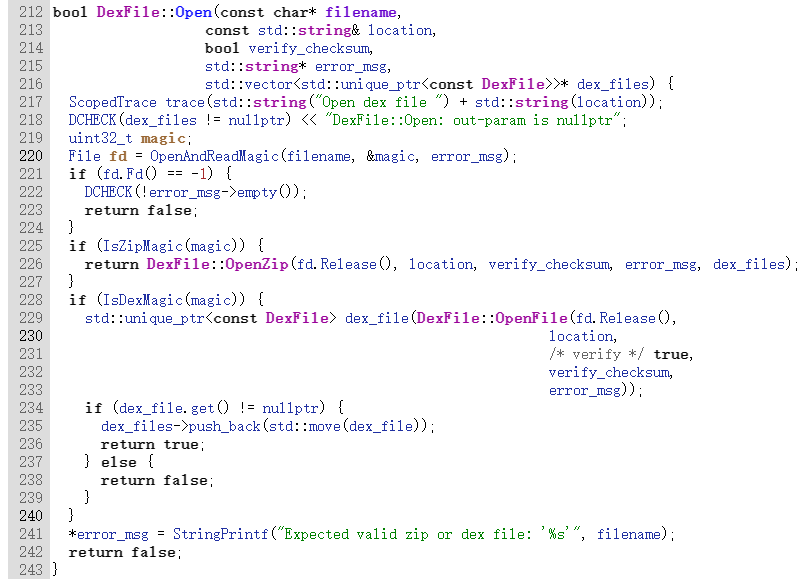 212 bool DexFile::Open(const char* filename,
213                    const std::string& location,
214                    bool verify_checksum,
215                    std::string* error_msg,
216                    std::vector<std::unique_ptr<const DexFile>>* dex_files) {
217   ScopedTrace trace(std::string("Open dex file ") + std::string(location));
218   DCHECK(dex_files != nullptr) << "DexFile::Open: out-param is nullptr";
219   uint32_t magic;
220   File fd = OpenAndReadMagic(filename, &magic, error_msg);
221   if (fd.Fd() == -1) {
222     DCHECK(!error_msg->empty());
223     return false;
224   }
225   if (IsZipMagic(magic)) {
226     return DexFile::OpenZip(fd.Release(), location, verify_checksum, error_msg, dex_files);
227   }
228   if (IsDexMagic(magic)) {
229     std::unique_ptr<const DexFile> dex_file(DexFile::OpenFile(fd.Release(),
230                                                               location,
231                                                               /* verify */ true,
232                                                               verify_checksum,
233                                                               error_msg));
234     if (dex_file.get() != nullptr) {
235       dex_files->push_back(std::move(dex_file));
236       return true;
237     } else {
238       return false;
239     }
240   }
241   *error_msg = StringPrintf("Expected valid zip or dex file: '%s'", filename);
242   return false;
243 }